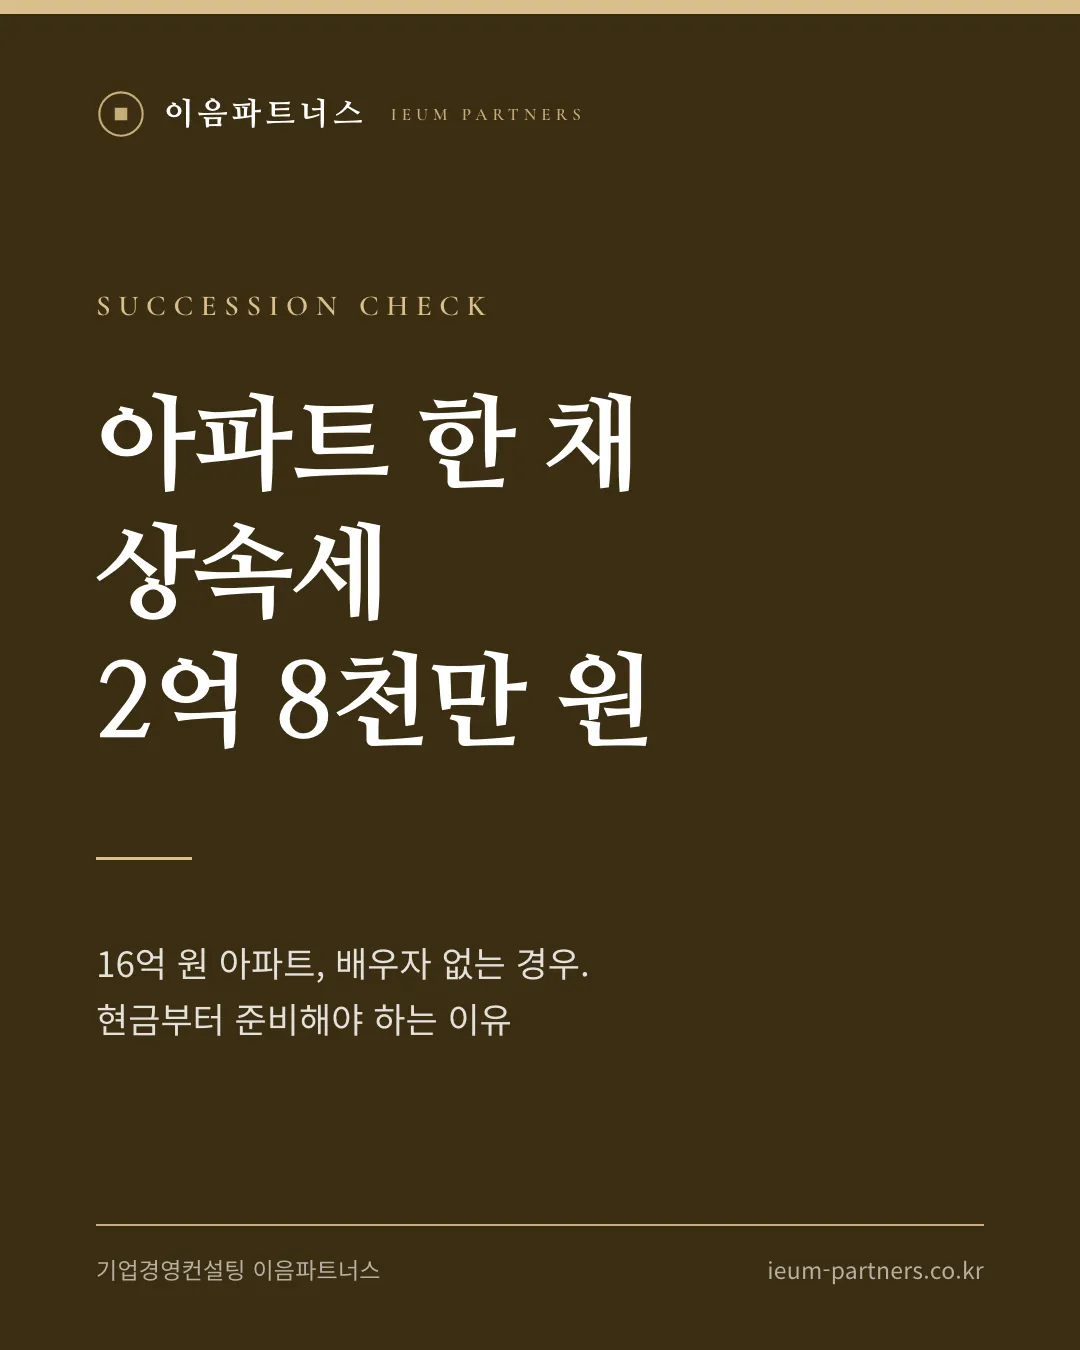 이음파트너스 IEUM PARTNERS
SUCCESSION CHECK
아파트 한 채
상속세
2억 8천만 원
16억 원 아파트, 배우자 없는 경우.
현금부터 준비해야 하는 이유
기업경영컨설팅 이음파트너스 ieum-partners.co.kr